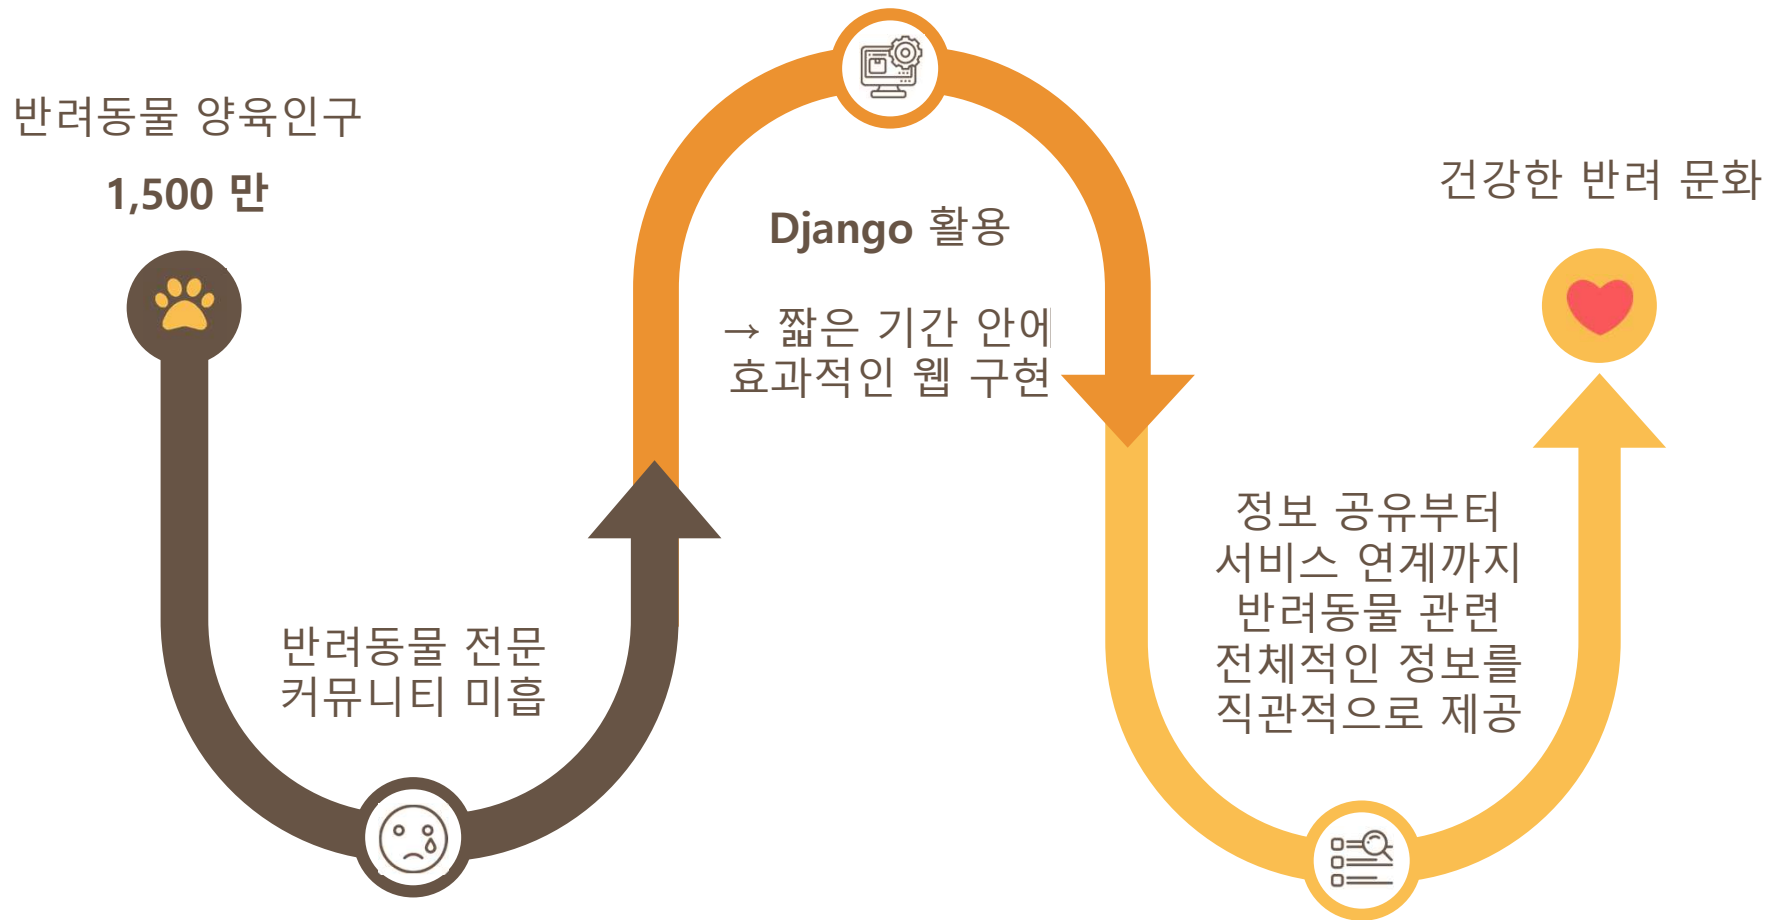 반려동물 양육인구
1,500 만
반려동물 전문
커뮤니티 미흡
Django 활용
→ 짧은 기간 안에
효과적인 웹 구현
정보 공유부터
서비스 연계까지
반려동물 관련
전체적인 정보를
직관적으로 제공
건강한 반려 문화